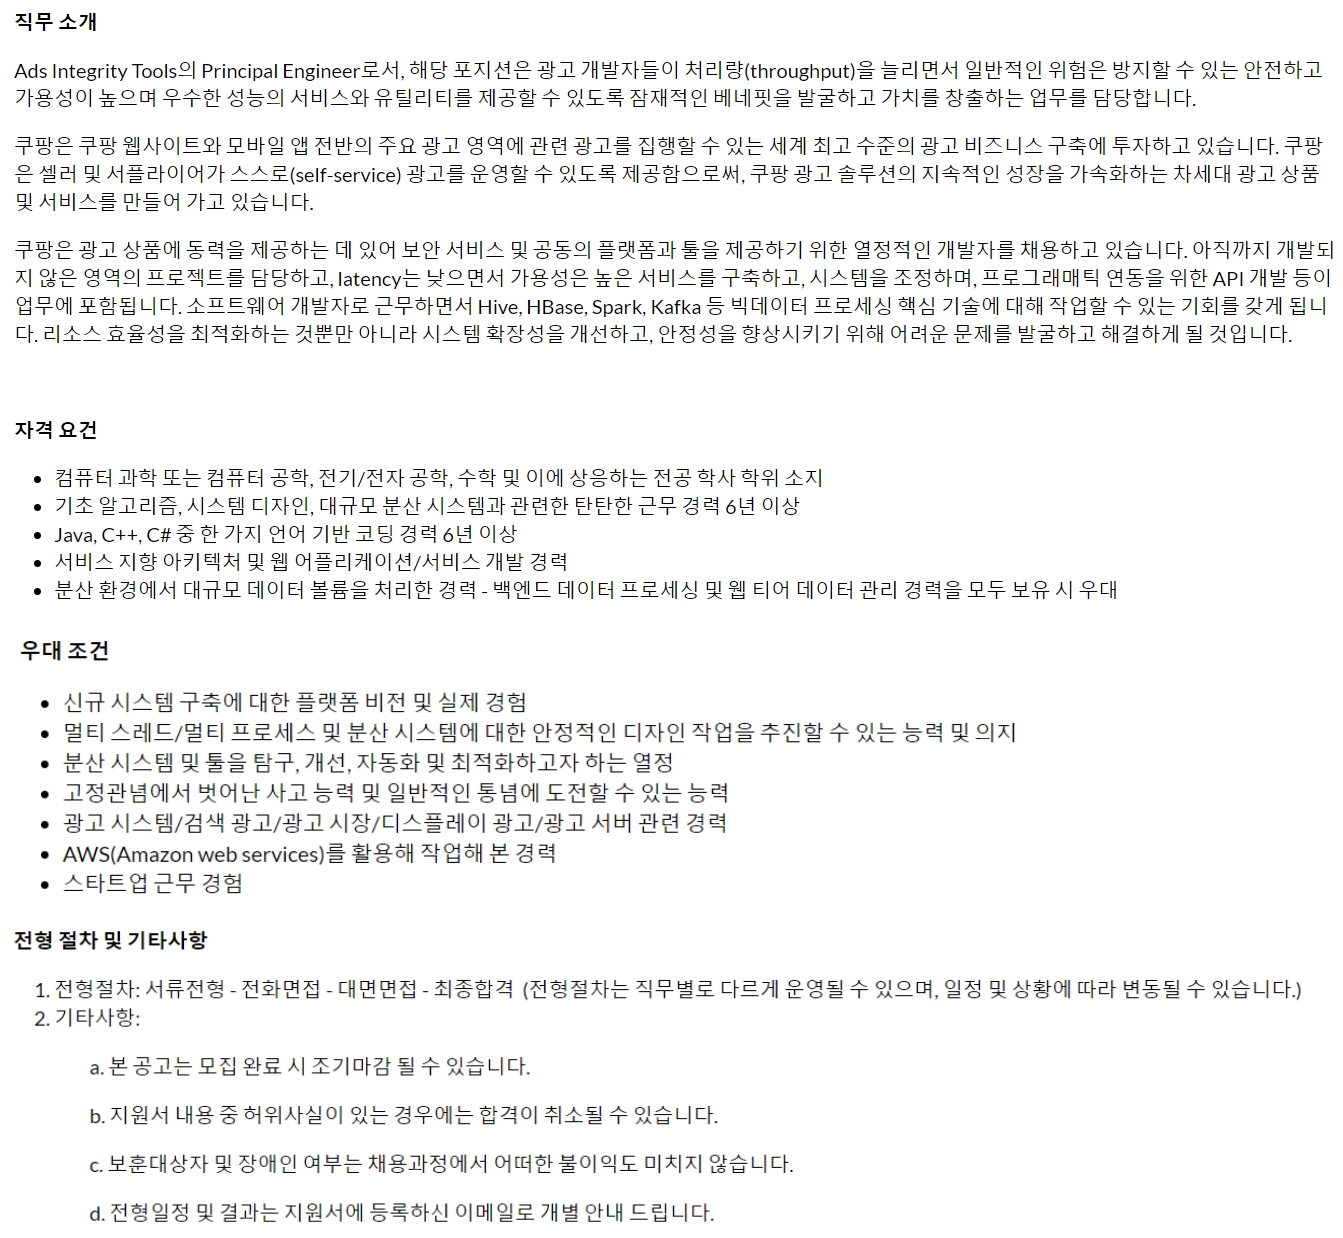 직무 소개
Ads Integrity Tools의 Principal Engineer로서, 해당 포지션은 광고 개발자들이 처리량(throughput)을 늘리면서 일반적인 위험은 방지할 수 있는 안전하고
가용성이 높으며 우수한 성능의 서비스와 유틸리티를 제공할 수 있도록 잠재적인 베네핏을 발굴하고 가치를 창출하는 업무를 담당합니다.
쿠팡은 쿠팡 웹사이트와 모바일 앱 전반의 주요 광고 영역에 관련 광고를 집행할 수 있는 세계 최고 수준의 광고 비즈니스 구축에 투자하고 있습니다. 쿠팡
은 셀러 및 서플라이어가 스스로(self-service) 광고를 운영할 수 있도록 제공함으로써, 쿠팡 광고 솔루션의 지속적인 성장을 가속화하는 차세대 광고 상품
및 서비스를 만들어 가고 있습니다.
쿠팡은 광고 상품에 동력을 제공하는 데 있어 보안 서비스 및 공동의 플랫폼과 툴을 제공하기 위한 열정적인 개발자를 채용하고 있습니다. 아직까지 개발되
지 않은 영역의 프로젝트를 담당하고, latency는 낮으면서 가용성은 높은 서비스를 구축하고, 시스템을 조정하며, 프로그래매틱 연동을 위한 API 개발 등이
업무에 포함됩니다. 소프트웨어 개발자로 근무하면서 Hive, HBase, Spark, Kafka 등 빅데이터 프로세싱 핵심 기술에 대해 작업할 수 있는 기회를 갖게 됩니
다. 리소스 효율성을 최적화하는 것뿐만 아니라 시스템 확장성을 개선하고, 안정성을 향상시키기 위해 어려운 문제를 발굴하고 해결하게 될 것입니다.
자격 요건
• 컴퓨터 과학 또는 컴퓨터 공학, 전기/전자 공학, 수학 및 이에 상응하는 전공 학사 학위 소지
• 기초 알고리즘, 시스템 디자인, 대규모 분산 시스템과 관련한 탄탄한 근무 경력 6년 이상
• Java, C++, C# 중 한 가지 언어 기반 코딩 경력 6년 이상
• 서비스 지향 아키텍처 및 웹 어플리케이션/서비스 개발 경력
• 분산 환경에서 대규모 데이터 볼륨을 처리한 경력 - 백엔드 데이터 프로세싱 및 웹 티어 데이터 관리 경력을 모두 보유 시 우대
우대 조건
• 신규 시스템 구축에 대한 플랫폼 비전 및 실제 경험
• 멀티 스레드/멀티 프로세스 및 분산 시스템에 대한 안정적인 디자인 작업을 추진할 수 있는 능력 및 의지
• 분산 시스템 및 툴을 탐구, 개선, 자동화 및 최적화하고자 하는 열정
• 고정관념에서 벗어난 사고 능력 및 일반적인 통념에 도전할 수 있는 능력
• 광고 시스템/검색 광고/광고 시장/디스플레이 광고/광고 서버 관련 경력
• AWS(Amazon web services)를 활용해 작업해 본 경력
• 스타트업 근무 경험
전형 절차 및 기타사항
1. 전형절차: 서류전형 - 전화면접 - 대면면접 - 최종합격 (전형절차는 직무별로 다르게 운영될 수 있으며, 일정 및 상황에 따라 변동될 수 있습니다.)
2. 기타사항:
a. 본 공고는 모집 완료 시 조기마감 될 수 있습니다.
b. 지원서 내용 중 허위사실이 있는 경우에는 합격이 취소될 수 있습니다.
c. 보훈대상자 및 장애인 여부는 채용과정에서 어떠한 불이익도 미치지 않습니다.
d. 전형일정 및 결과는 지원서에 등록하신 이메일로 개별 안내 드립니다.